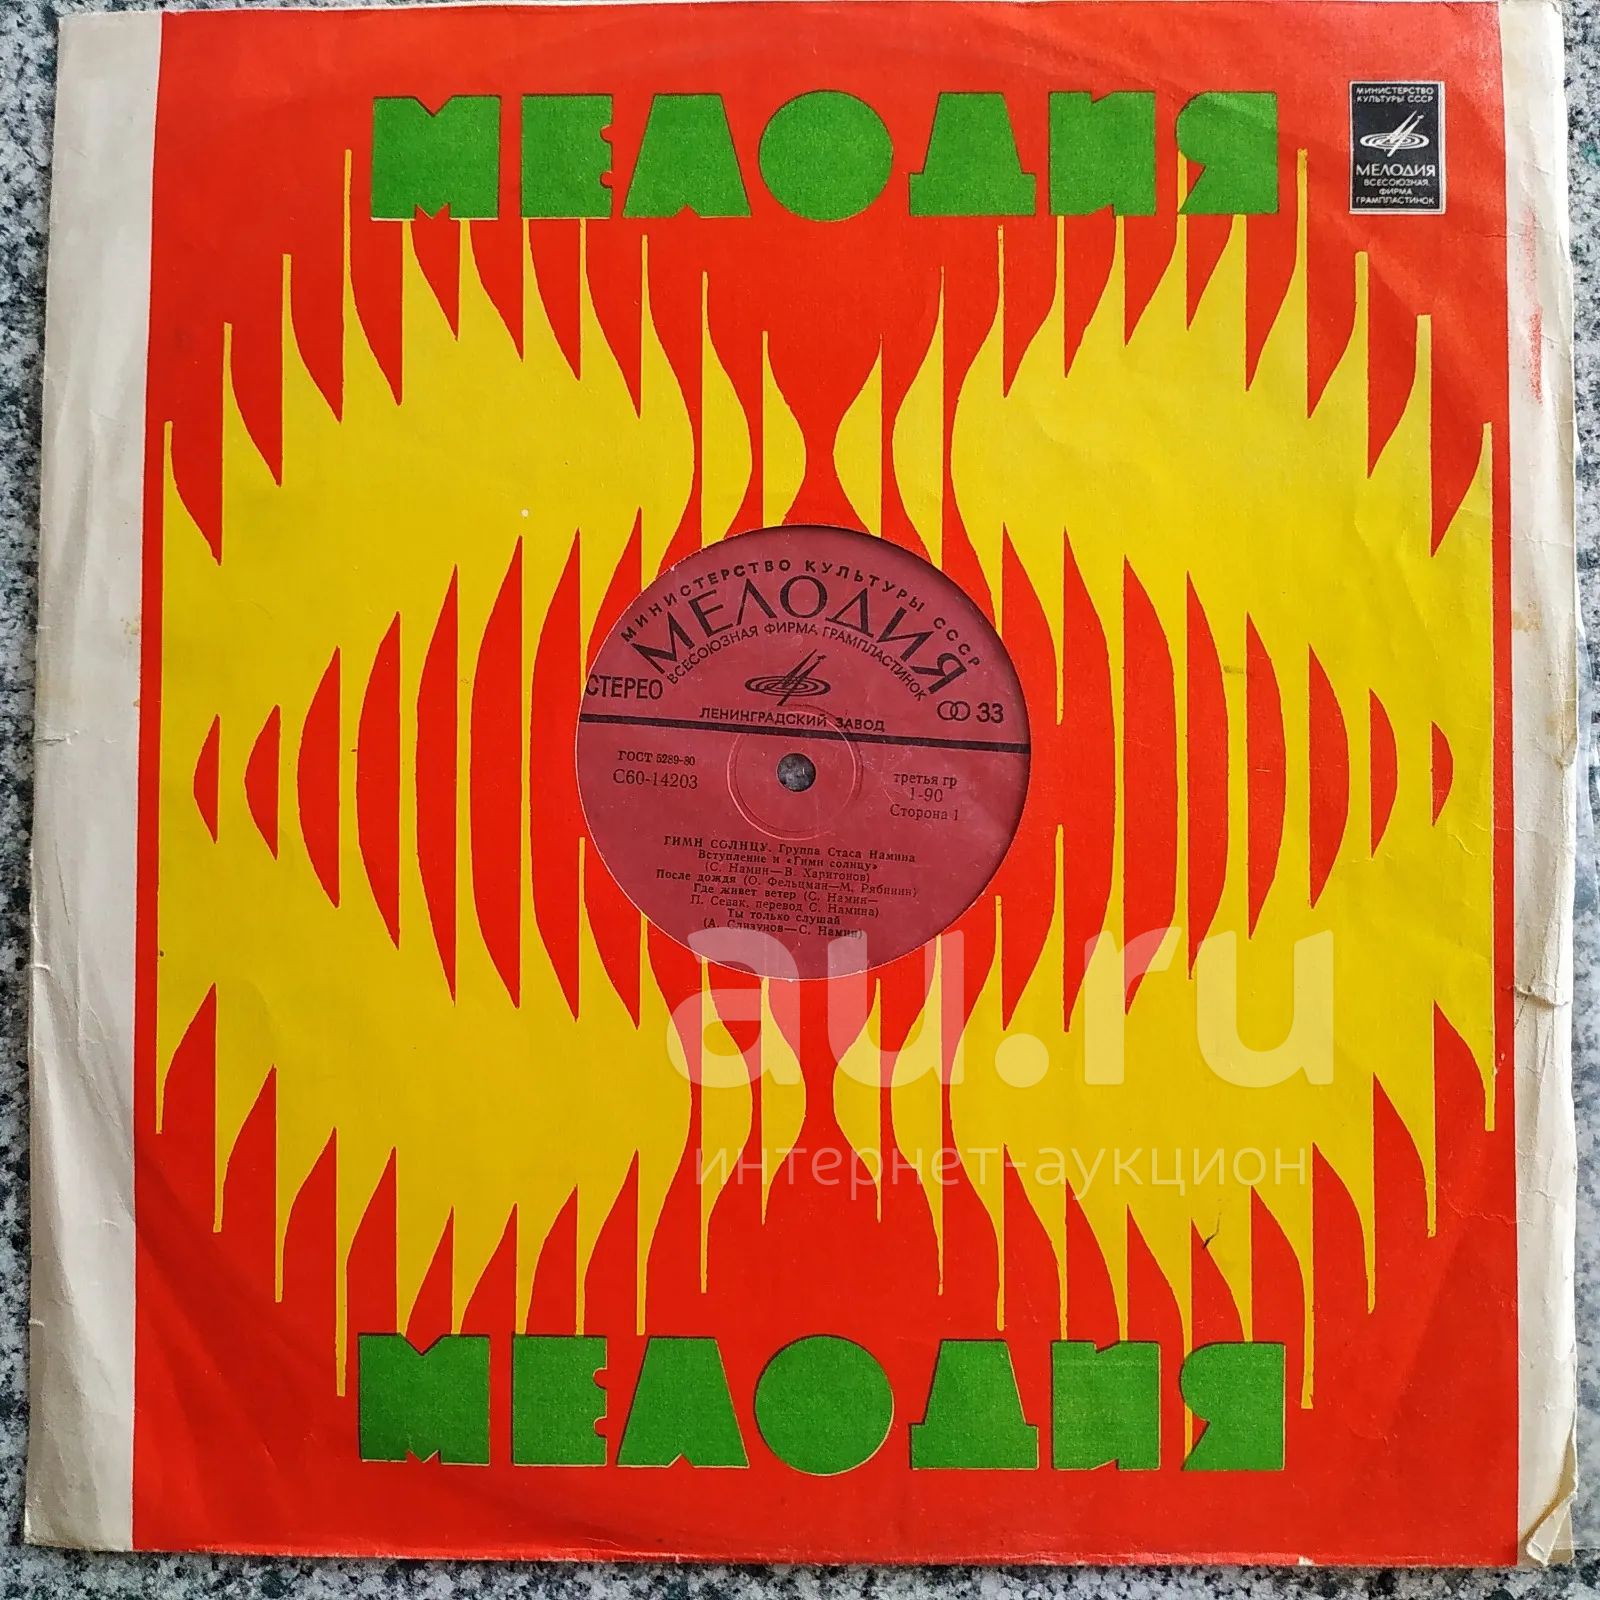 МЕЛОДИЯ
МИНИСТЕРСТВО
КУЛЬТУРЫ СССР
МЕЛОДИЯ
ВСЕСОЮЗНАЯ
ФИРМА
ГРАМПЛАСТИНОК
МИНИСТЕРСТВО КУЛЬТУРЫ СССР
МЕЛОДИЯ
ВСЕСОЮЗНАЯ ФИРМА ГРАМПЛАСТИНОК
СТЕРЕО
33
ЛЕНИНГРАДСКИЙ ЗАВОД
ГОСТ 5289-80
С60-14203
третья гр
1-90
Сторона 1
ГИМН СОЛНЦУ. Группа Стаса Намина
Вступление и «Гимн солнцу»
(С. Намин—В. Харитонов)
После дождя (О. Фельцман—М. Рябинин)
Где живет ветер (С. Намин—
П. Севак, перевод С. Намина)
Ты только слушай
(А. Слизунов—С. Намин)
au.ru
интернет-аукцион
МЕЛОДИЯ